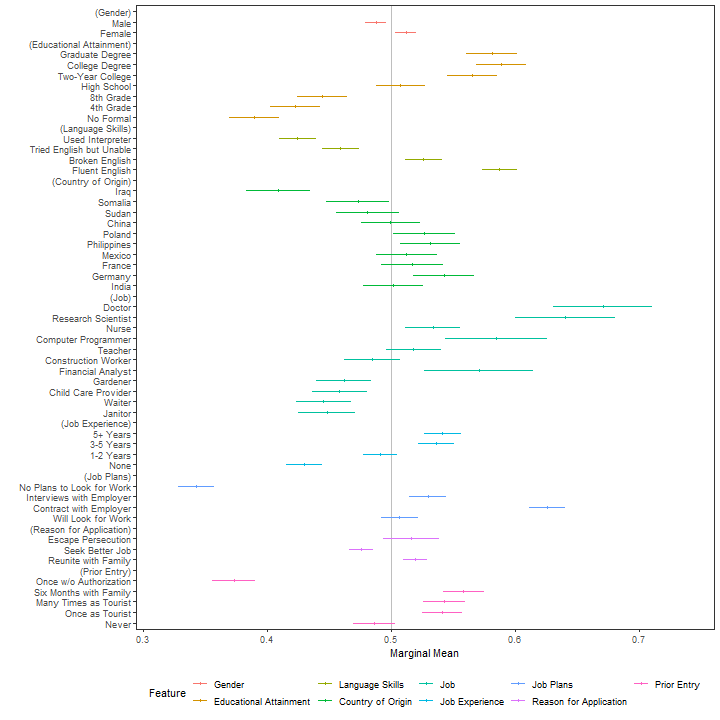 (Gender)
Male
Female
(Educational Attainment)
Graduate Degree
College Degree
Two-Year College
High School
8th Grade
4th Grade
No Formal
(Language Skills)
Used Interpreter
Tried English but Unable
Broken English
Fluent English
(Country of Origin)
Iraq
Somalia
Sudan
China
Poland
Philippines
Mexico
France
Germany
India
(Job)
Doctor
Research Scientist
Nurse
Computer Programmer
Teacher
Construction Worker
Financial Analyst
Gardener
Child Care Provider
Waiter
Janitor
(Job Experience)
5+ Years
3-5 Years
1-2 Years
None
(Job Plans)
No Plans to Look for Work
Interviews with Employer
Contract with Employer
Will Look for Work
(Reason for Application)
Escape Persecution
Seek Better Job
Reunite with Family
(Prior Entry)
Once w/o Authorization
Six Months with Family
Many Times as Tourist
Once as Tourist
Never
0.3 0.4 0.5 0.6 0.7
Marginal Mean
Feature
Gender Language Skills Job Job Plans Prior Entry
Educational Attainment Country of Origin Job Experience Reason for Application